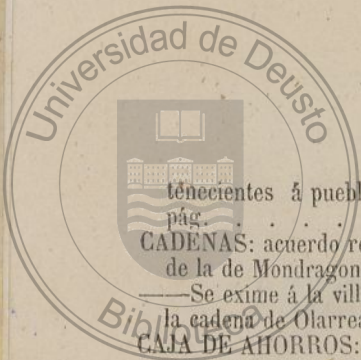 Universidad de Deusto
tenecientes á puebl
pág. . . . .
CADENAS: acuerdo re
de la de Mondragon
——Se exime á la vill
la cadena de Olarrea
CAJA DE AHORROS: